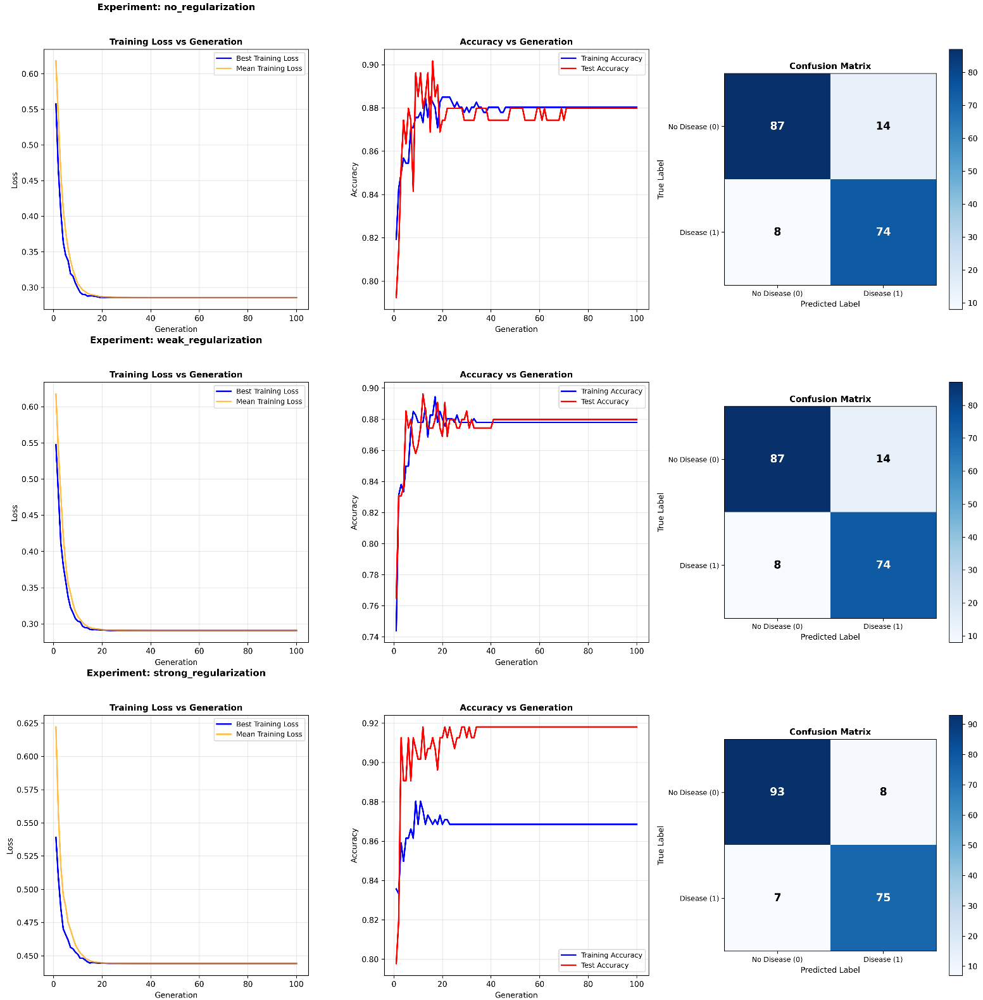 Experiment: no_regularization
Training Loss vs Generation
Best Training Loss
Mean Training Loss
0.60
0.55
0.50
0.45
0.40
0.35
0.30
Loss
0 20 40 60 80 100
Generation
Accuracy vs Generation
Training Accuracy
Test Accuracy
0.90
0.88
0.86
0.84
0.82
0.80
Accuracy
0 20 40 60 80 100
Generation
Confusion Matrix
True Label
No Disease (0) 87 14
Disease (1) 8 74
No Disease (0) Disease (1)
Predicted Label
80
70
60
50
40
30
20
10
Experiment: weak_regularization
Training Loss vs Generation
Best Training Loss
Mean Training Loss
0.60
0.55
0.50
0.45
0.40
0.35
0.30
Loss
0 20 40 60 80 100
Generation
Accuracy vs Generation
Training Accuracy
Test Accuracy
0.90
0.88
0.86
0.84
0.82
0.80
0.78
0.76
0.74
Accuracy
0 20 40 60 80 100
Generation
Confusion Matrix
True Label
No Disease (0) 87 14
Disease (1) 8 74
No Disease (0) Disease (1)
Predicted Label
80
70
60
50
40
30
20
10
Experiment: strong_regularization
Training Loss vs Generation
Best Training Loss
Mean Training Loss
0.625
0.600
0.575
0.550
0.525
0.500
0.475
0.450
Loss
0 20 40 60 80 100
Generation
Accuracy vs Generation
0.92
0.90
0.88
0.86
0.84
0.82
0.80
Accuracy
Training Accuracy
Test Accuracy
0 20 40 60 80 100
Generation
Confusion Matrix
True Label
No Disease (0) 93 8
Disease (1) 7 75
No Disease (0) Disease (1)
Predicted Label
90
80
70
60
50
40
30
20
10